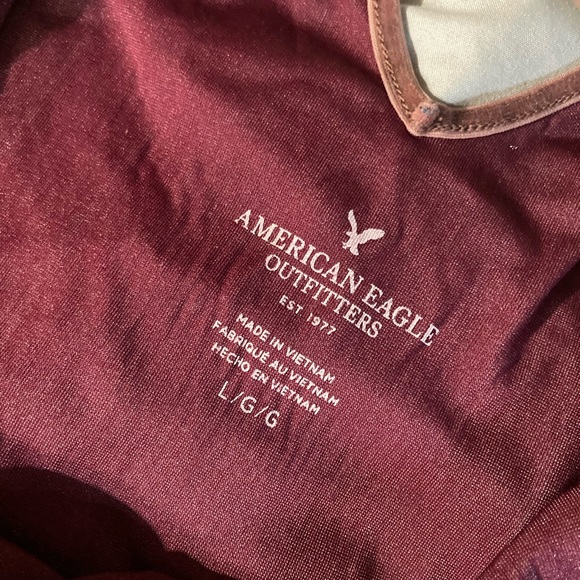 AMERICAN EAGLE
OUTFITTERS
EST 1977
MADE IN VIETNAM
FABRIQUÉ AU VIETNAM
HECHO EN VIETNAM
L/G/G